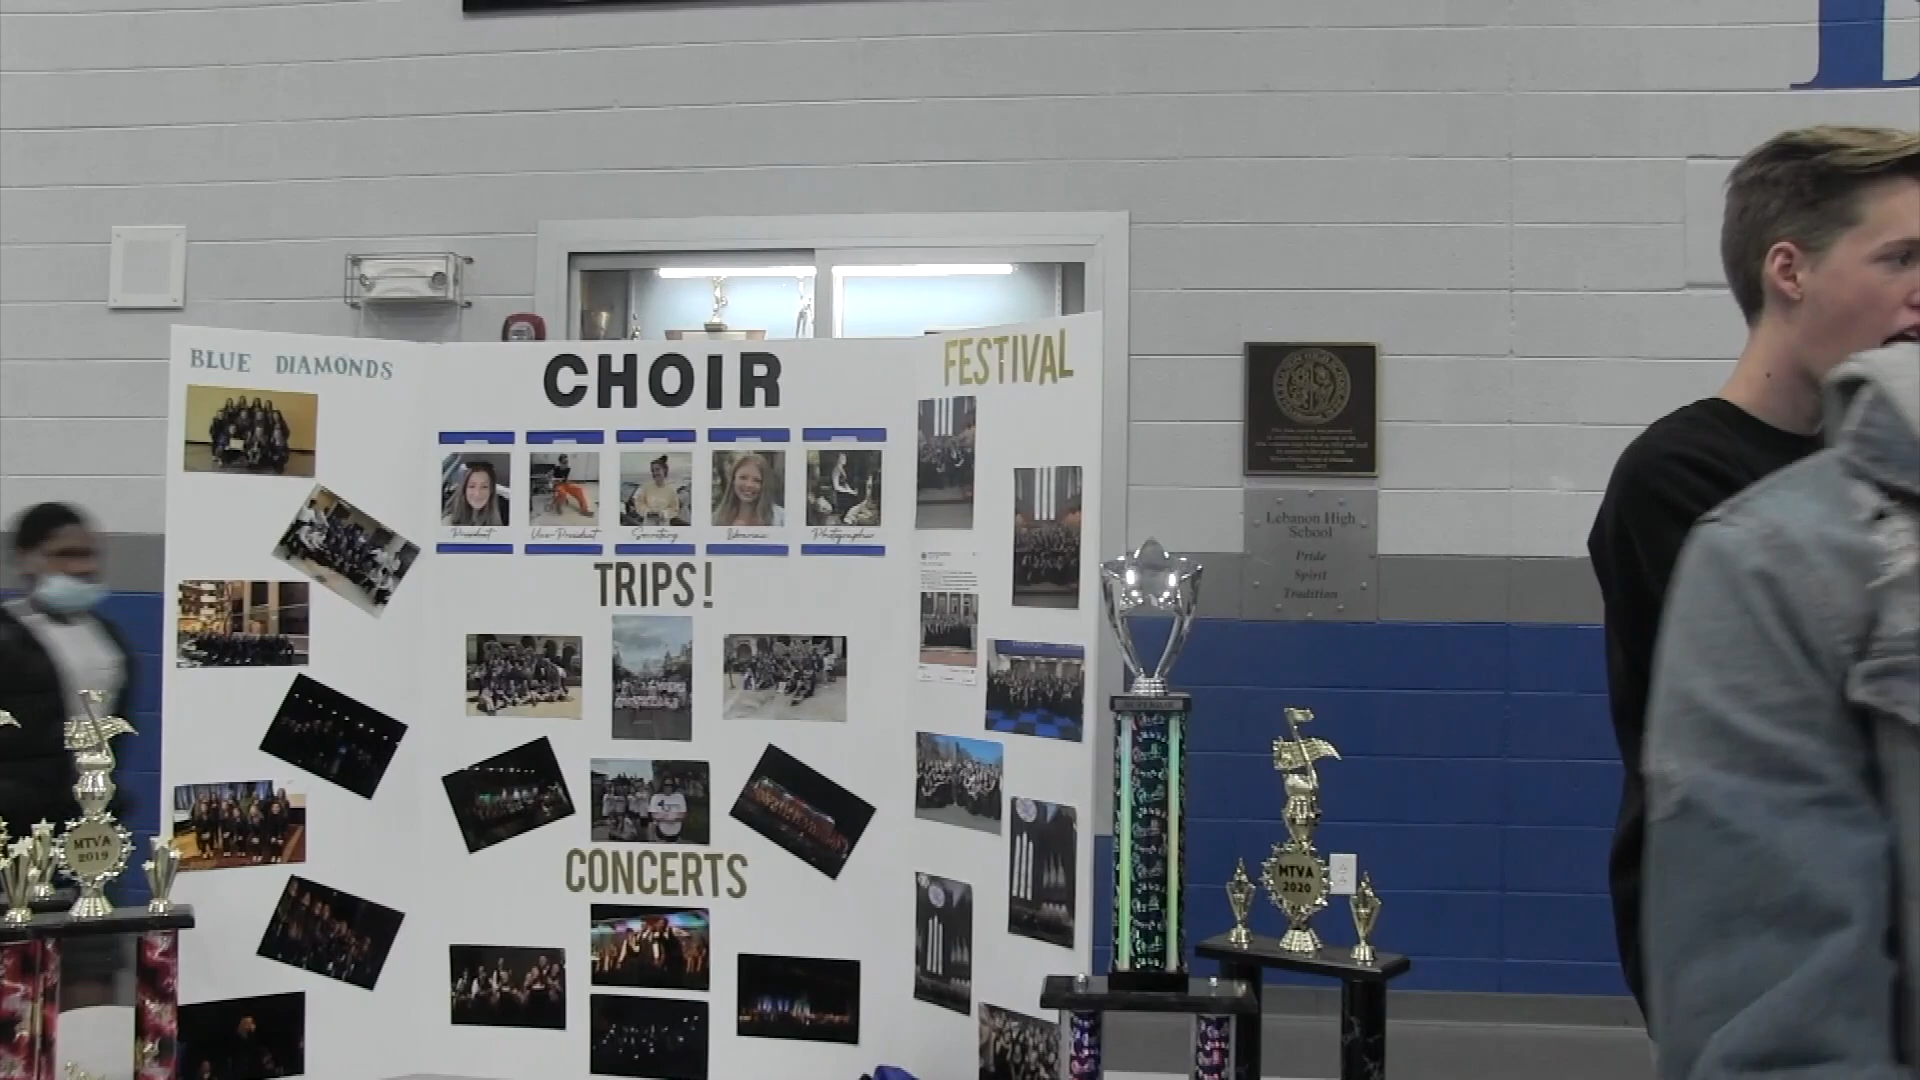 BLUE DIAMONDS
CHOIR
FESTIVAL
President
Vice-President
Secretary
Librarian
Photographer
TRIPS!
CONCERTS
Lebanon High
School
Pride
Spirit
Tradition
SUPERIOR
MTVA
2019
MTVA
2020